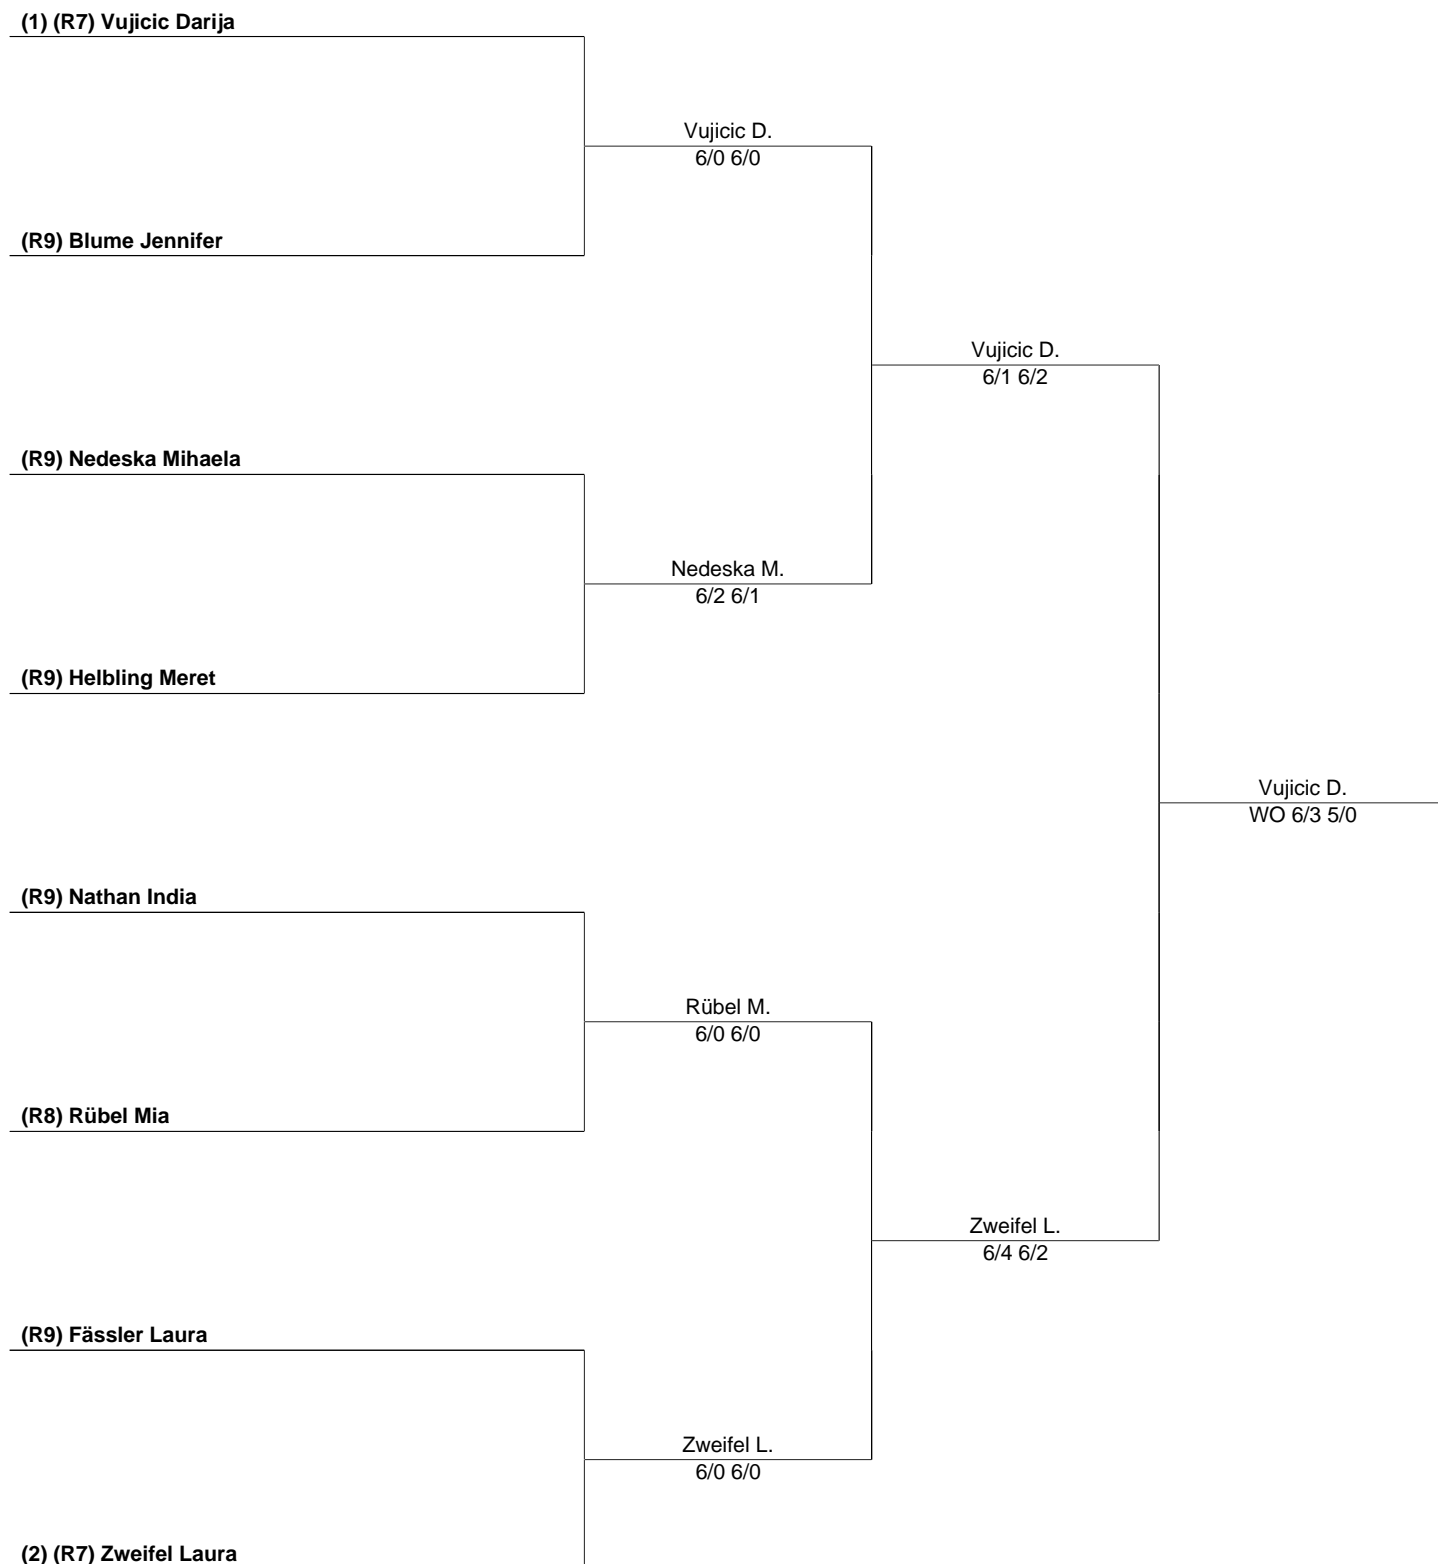 (1) (R7) Vujicic Darija
Vujicic D.
6/0 6/0
(R9) Blume Jennifer
Vujicic D.
6/1 6/2
(R9) Nedeska Mihaela
Nedeska M.
6/2 6/1
(R9) Helbling Meret
Vujicic D.
WO 6/3 5/0
(R9) Nathan India
Rübel M.
6/0 6/0
(R8) Rübel Mia
Zweifel L.
6/4 6/2
(R9) Fässler Laura
Zweifel L.
6/0 6/0
(2) (R7) Zweifel Laura